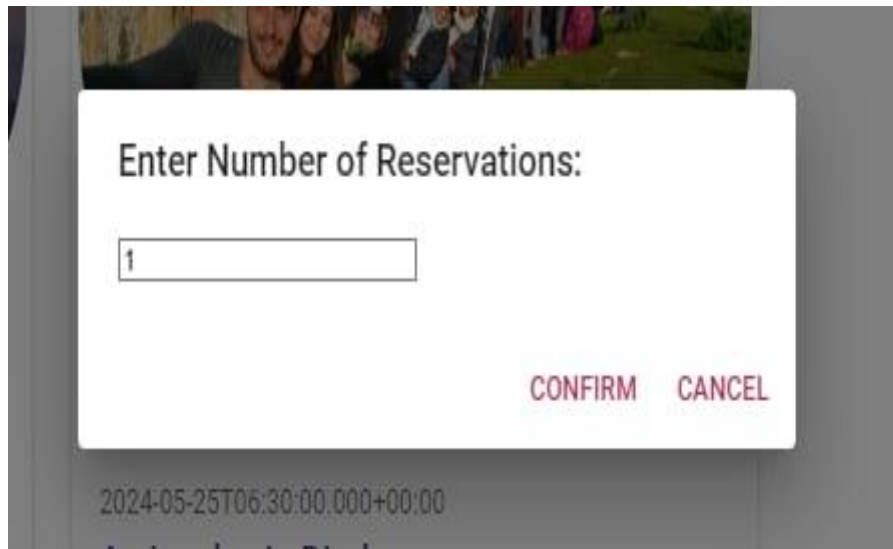 Enter Number of Reservations:
1
CONFIRM CANCEL
2024-05-25T06:30:00.000+00:00